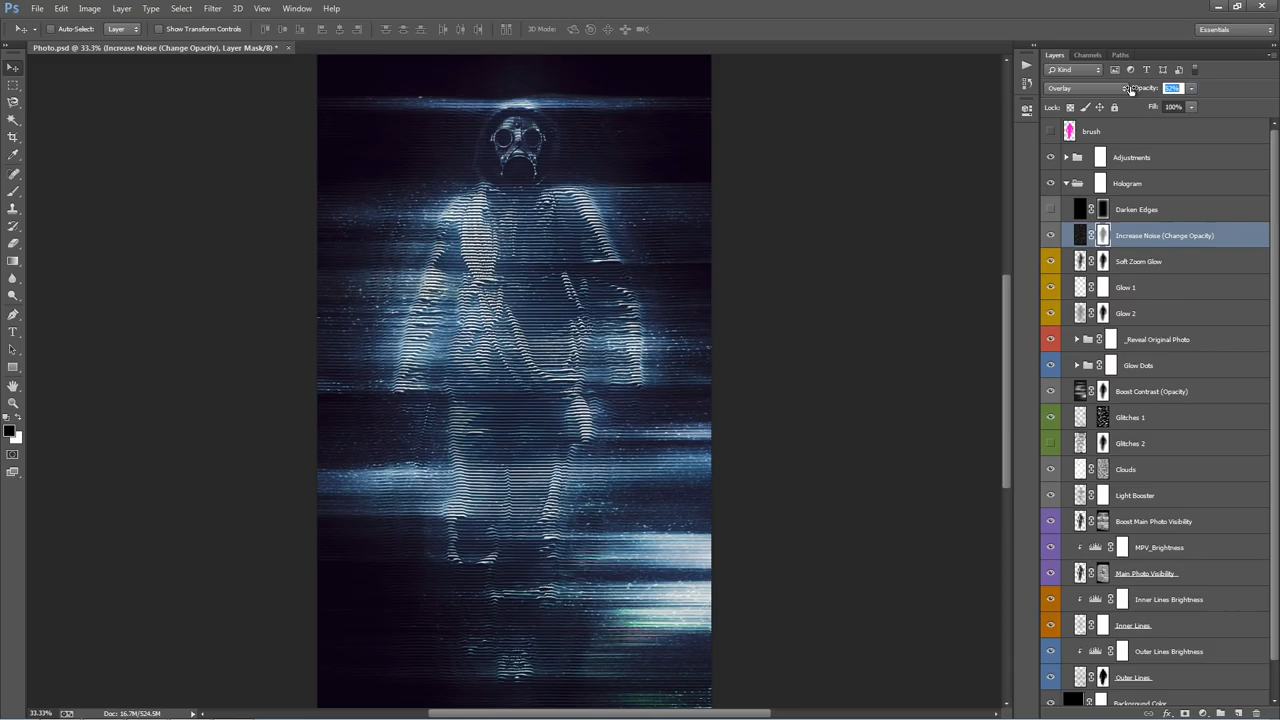 Ps File Edit Image Layer Type Select Filter 3D View Window Help
Auto-Select: Layer Show Transform Controls 3D Mode: Essentials
Photo.psd @ 33.3% (Increase Noise (Change Opacity), Layer Mask/8) *
Layers Channels Paths
Kind
Overlay Opacity: 52%
Lock: Fill: 100%
brush
Adjustments
Hologram
Darken Edges
Increase Noise (Change Opacity)
Soft Zoom Glow
Glow 1
Glow 2
_Reveal Original Photo
Glow Dots
Boost Contrast (Opacity)
Glitches 1
Glitches 2
Clouds
Light Booster
Boost Main Photo Visibility
MPV_Brightness
Main Photo Visibility
Inner Lines Brightness
Inner Lines
Outer Lines Brightness
Outer Lines
Background Color
33.33% Doc: 16.7M/524.5M